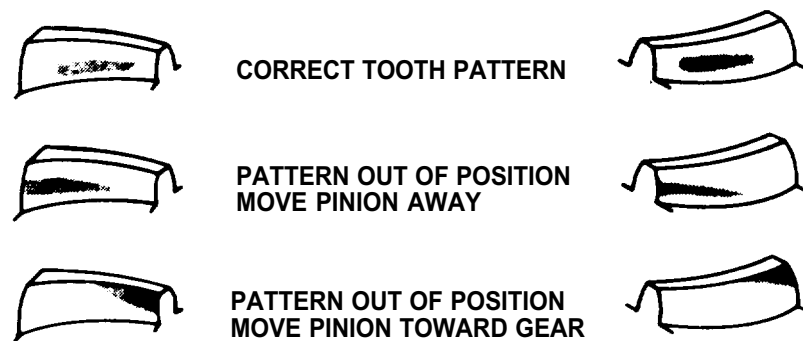 CORRECT TOOTH PATTERN
PATTERN OUT OF POSITION
MOVE PINION AWAY
PATTERN OUT OF POSITION
MOVE PINION TOWARD GEAR